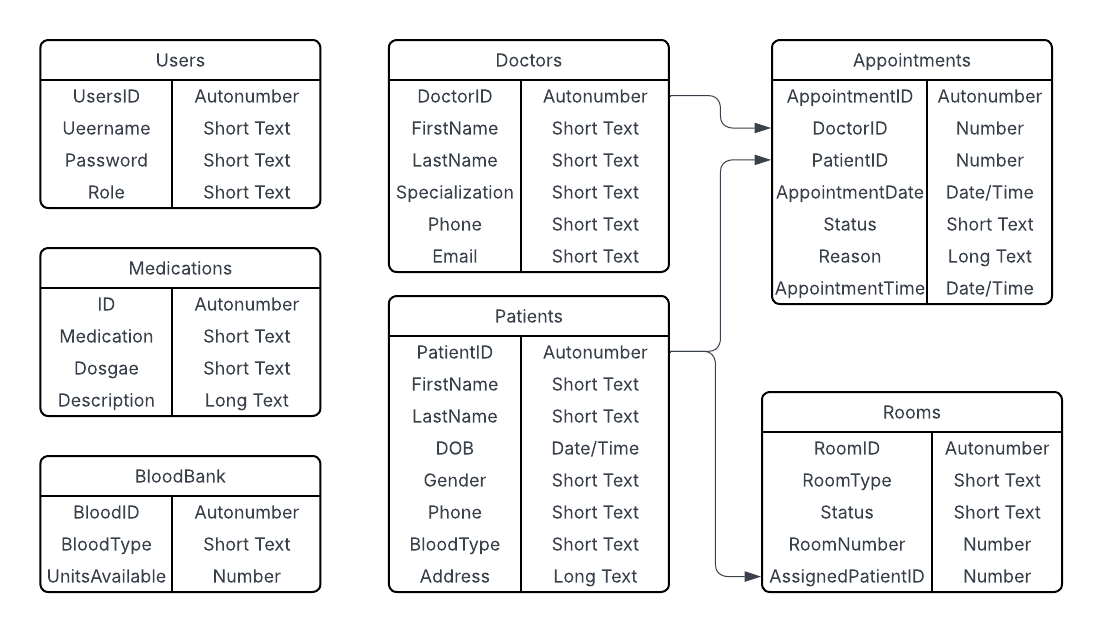 Users
UsersID Autonumber
Ueername Short Text
Password Short Text
Role Short Text
Medications
ID Autonumber
Medication Short Text
Dosgae Short Text
Description Long Text
BloodBank
BloodID Autonumber
BloodType Short Text
UnitsAvailable Number
Doctors
DoctorID Autonumber
FirstName Short Text
LastName Short Text
Specialization Short Text
Phone Short Text
Email Short Text
Patients
PatientID Autonumber
FirstName Short Text
LastName Short Text
DOB Date/Time
Gender Short Text
Phone Short Text
BloodType Short Text
Address Long Text
Appointments
AppointmentID Autonumber
DoctorID Number
PatientID Number
AppointmentDate Date/Time
Status Short Text
Reason Long Text
AppointmentTime Date/Time
Rooms
RoomID Autonumber
RoomType Short Text
Status Short Text
RoomNumber Number
AssignedPatientID Number